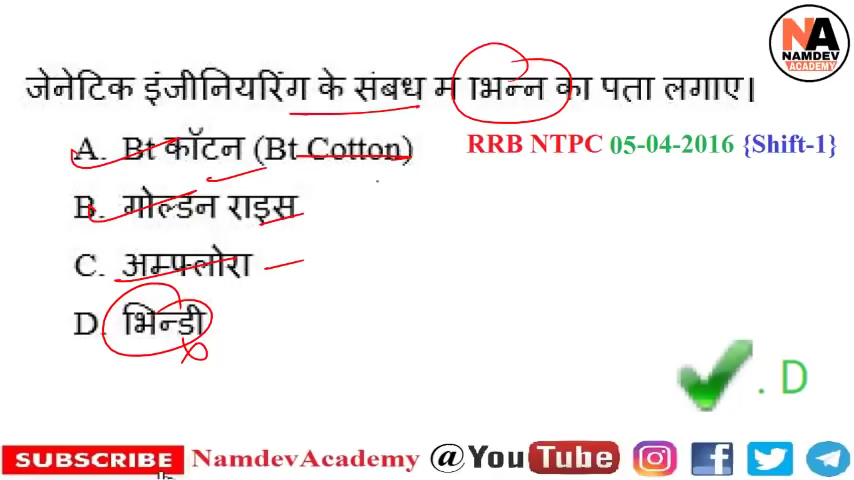 NA
NAMDEV
ACADEMY
जेनेटिक इंजीनियरिंग के संबध म भिन्न का पता लगाए।
A. Bt कॉटन (Bt Cotton)
RRB NTPC 05-04-2016 {Shift-1}
B. गोल्डन राइस
C. अम्फ्लोरा
D. भिन्डी
. D
SUBSCRIBE NamdevAcademy @YouTube